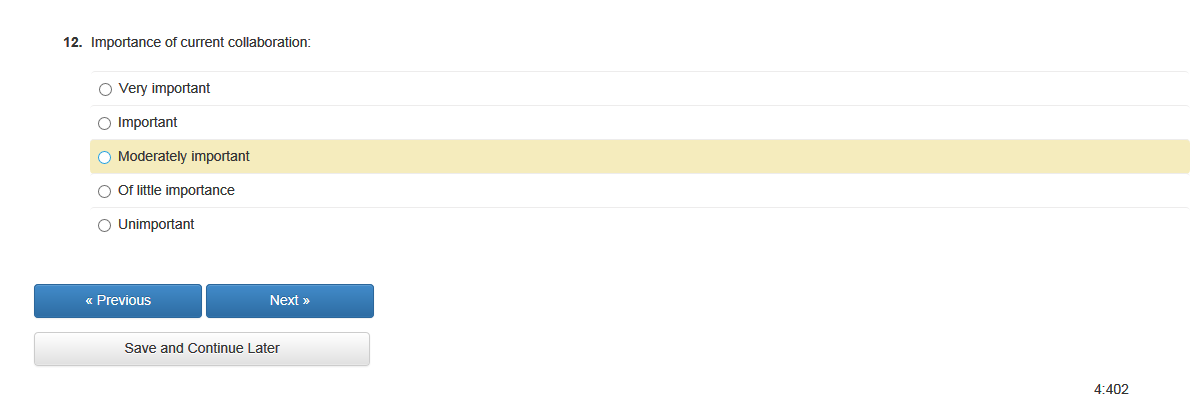 12. Importance of current collaboration:
Very important
Important
Moderately important
Of little importance
Unimportant
« Previous
Next »
Save and Continue Later
4:402